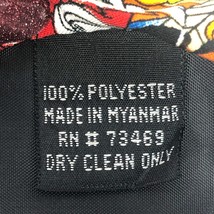 100% POLYESTER
MADE IN MYANMAR
RN # 73469
DRY CLEAN ONLY